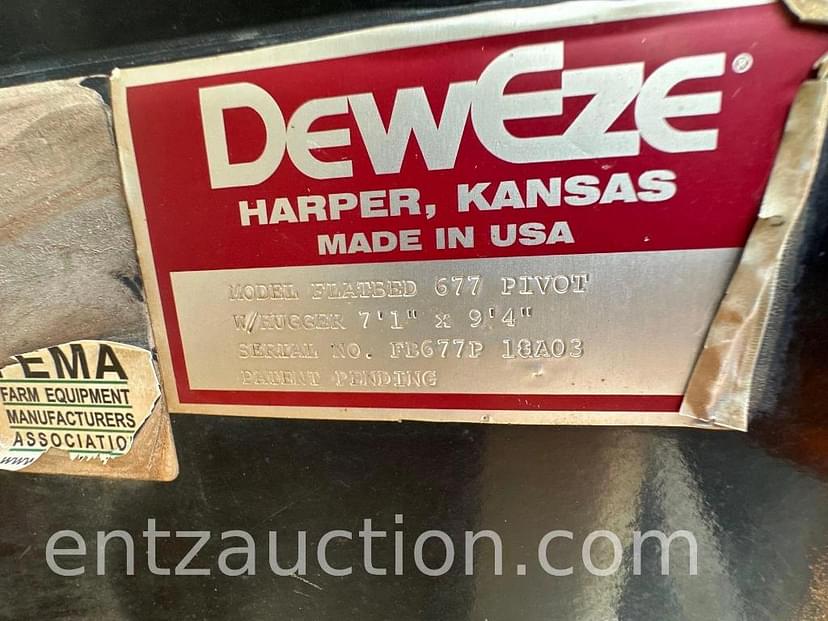 DEWEZE®
HARPER, KANSAS
MADE IN USA
MODEL FLATBED 677 PIVOT
W/HUGGER 7'1" x 9'4"
SERIAL NO. FB677P 18A03
PATENT PENDING
FEMA
FARM EQUIPMENT
MANUFACTURERS
ASSOCIATIO
www
entzauction.com